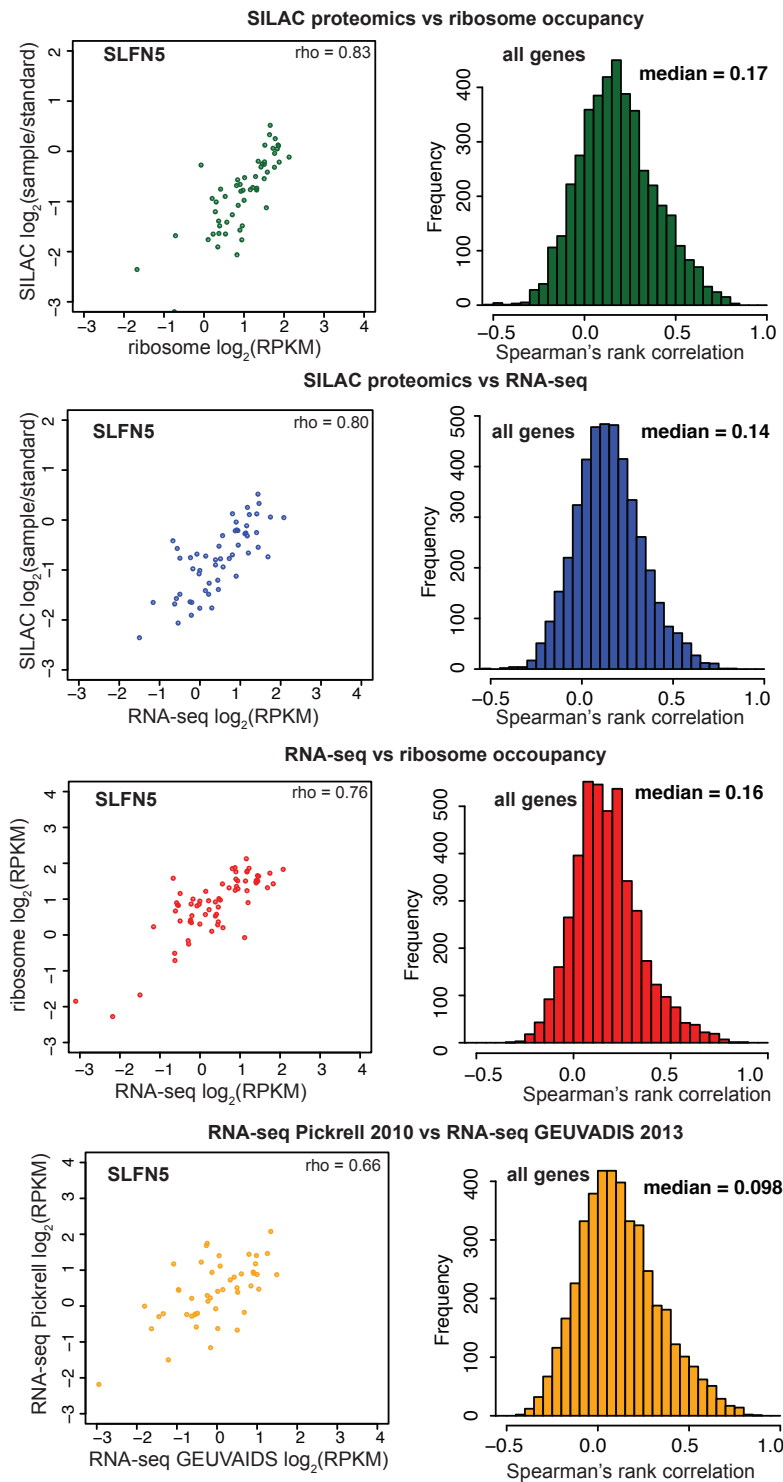 SILAC proteomics vs ribosome occupancy
SLFN5
rho = 0.83
SILAC log2(sample/standard)
2
1
0
−1
−2
−3
−3 −2 −1 0 1 2 3 4
ribosome log2(RPKM)
all genes
median = 0.17
Frequency
400
300
200
100
0
−0.5 0.0 0.5 1.0
Spearman's rank correlation
SILAC proteomics vs RNA-seq
SLFN5
rho = 0.80
SILAC log2(sample/standard)
2
1
0
−1
−2
−3
−3 −2 −1 0 1 2 3 4
RNA-seq log2(RPKM)
all genes
median = 0.14
Frequency
500
400
300
200
100
0
−0.5 0.0 0.5 1.0
Spearman's rank correlation
RNA-seq vs ribosome occoupancy
SLFN5
rho = 0.76
ribosome log2(RPKM)
4
3
2
1
0
−1
−2
−3
−3 −2 −1 0 1 2 3 4
RNA-seq log2(RPKM)
all genes
median = 0.16
Frequency
500
400
300
200
100
0
−0.5 0.0 0.5 1.0
Spearman's rank correlation
RNA-seq Pickrell 2010 vs RNA-seq GEUVADIS 2013
SLFN5
rho = 0.66
RNA-seq Pickrell log2(RPKM)
4
3
2
1
0
−1
−2
−3
−3 −2 −1 0 1 2 3 4
RNA-seq GEUVAIDS log2(RPKM)
all genes
median = 0.098
Frequency
400
300
200
100
0
−0.5 0.0 0.5 1.0
Spearman's rank correlation